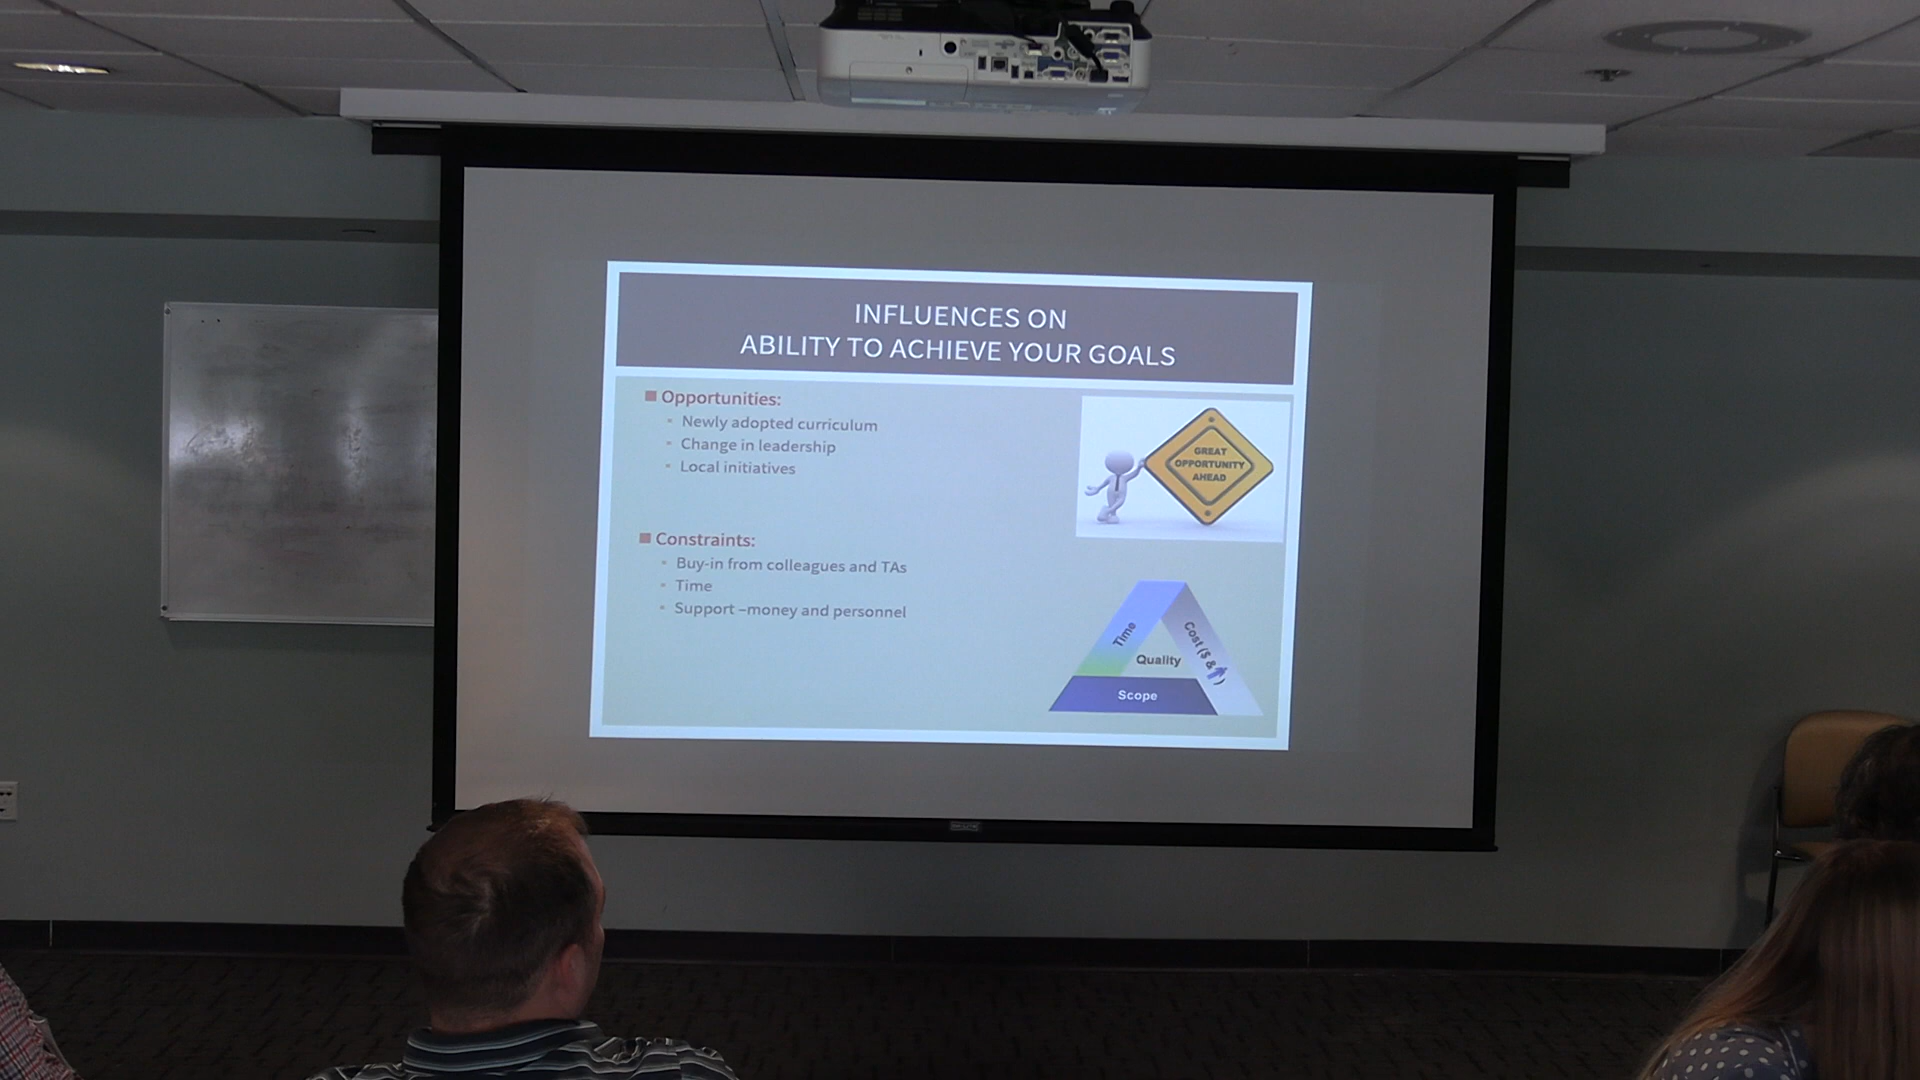 INFLUENCES ON
ABILITY TO ACHIEVE YOUR GOALS
Opportunities:
Newly adopted curriculum
Change in leadership
Local initiatives
GREAT
OPPORTUNITY
AHEAD
Constraints:
Buy-in from colleagues and TAs
Time
Support –money and personnel
Time
Cost ($ & )
Quality
Scope